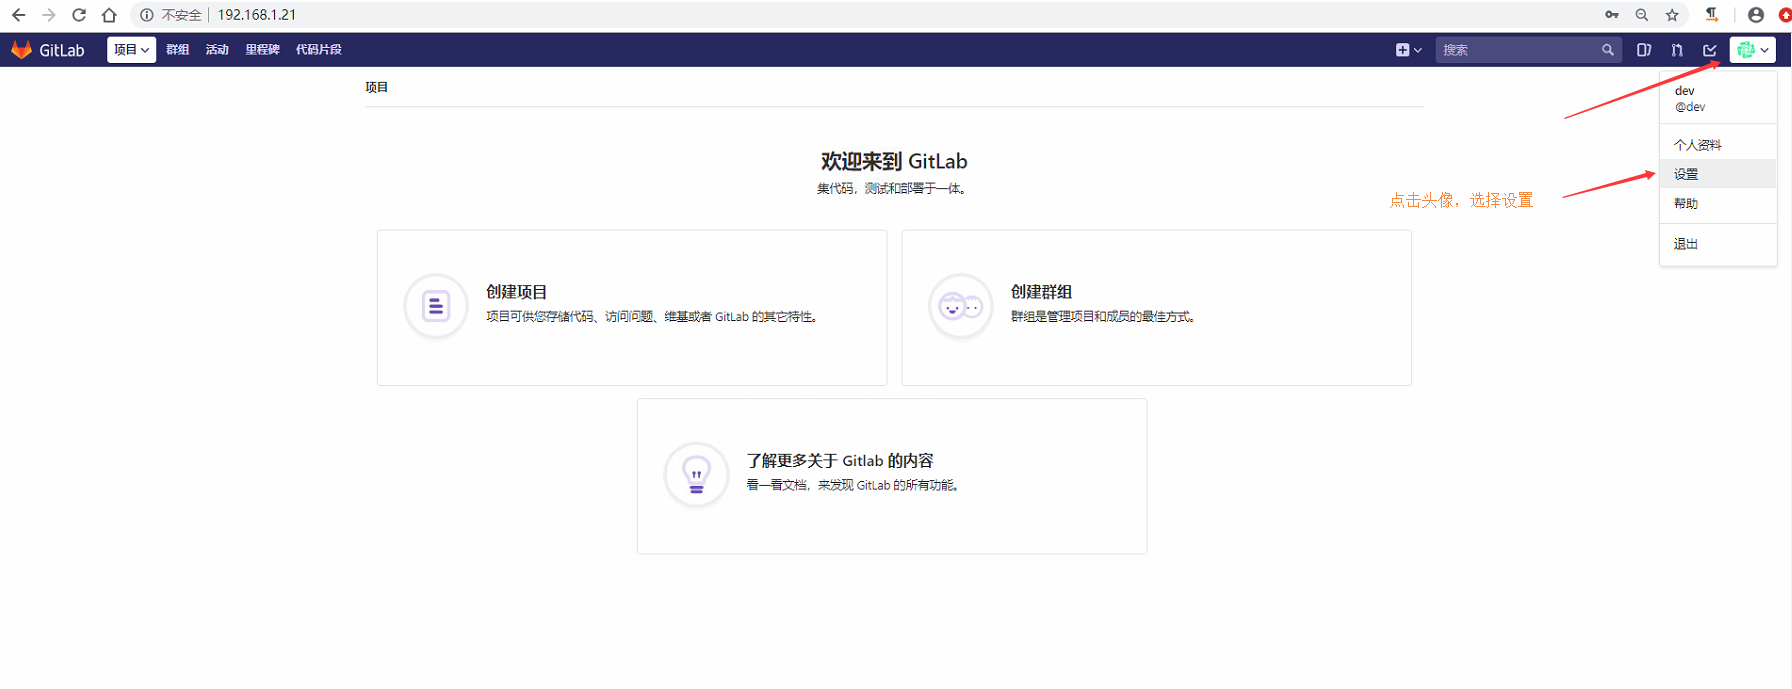 不安全 192.168.1.21
GitLab 项目 群组 活动 里程碑 代码片段 搜索
项目
dev
@dev
个人资料
设置
帮助
退出
点击头像，选择设置
欢迎来到 GitLab
集代码，测试和部署于一体。
创建项目
项目可供您存储代码、访问问题、维基或者 GitLab 的其它特性。
创建群组
群组是管理项目和成员的最佳方式。
了解更多关于 Gitlab 的内容
看一看文档，来发现 GitLab 的所有功能。